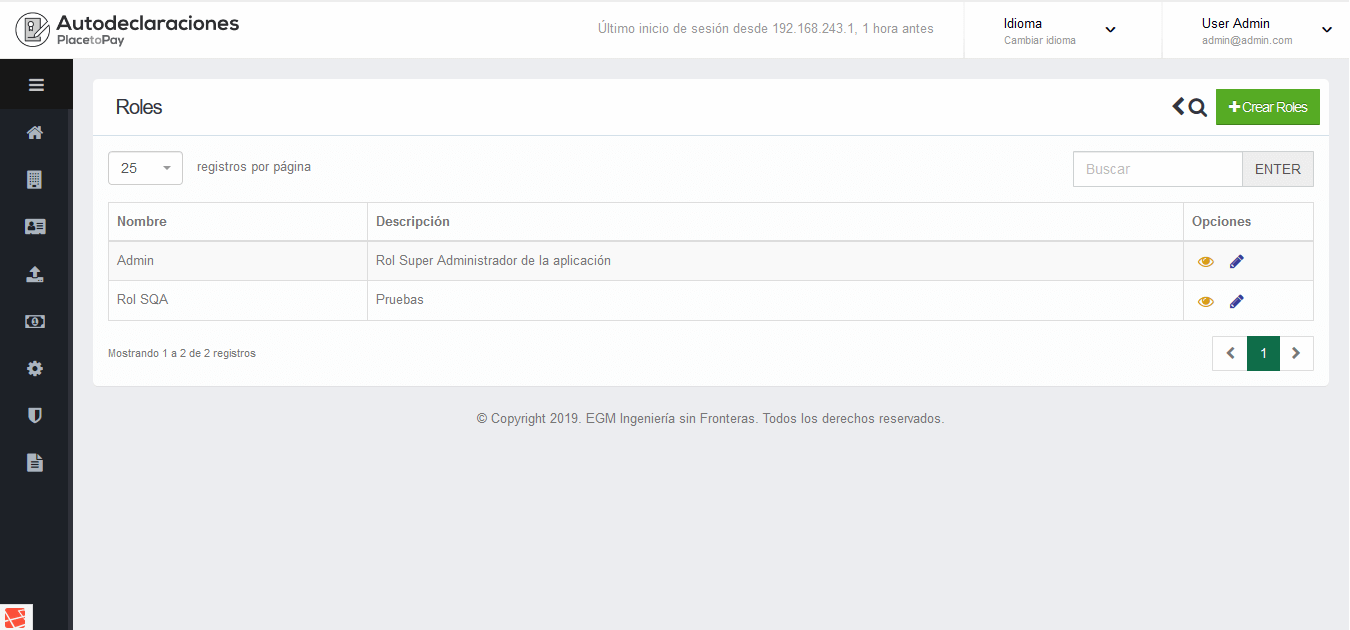 Autodeclaraciones
PlacetoPay
Último inicio de sesión desde 192.168.243.1, 1 hora antes
Idioma
Cambiar idioma
User Admin
admin@admin.com
Roles
Crear Roles
25 registros por página
Buscar ENTER
Nombre Descripción Opciones
Admin Rol Super Administrador de la aplicación
Rol SQA Pruebas
Mostrando 1 a 2 de 2 registros
1
© Copyright 2019. EGM Ingeniería sin Fronteras. Todos los derechos reservados.